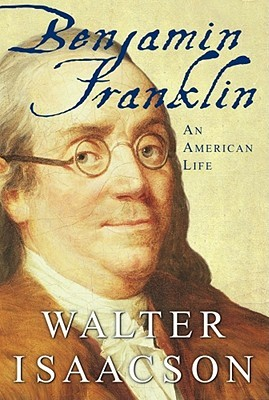 Benjamin
Franklin
AN
AMERICAN
LIFE
WALTER
ISAACSON